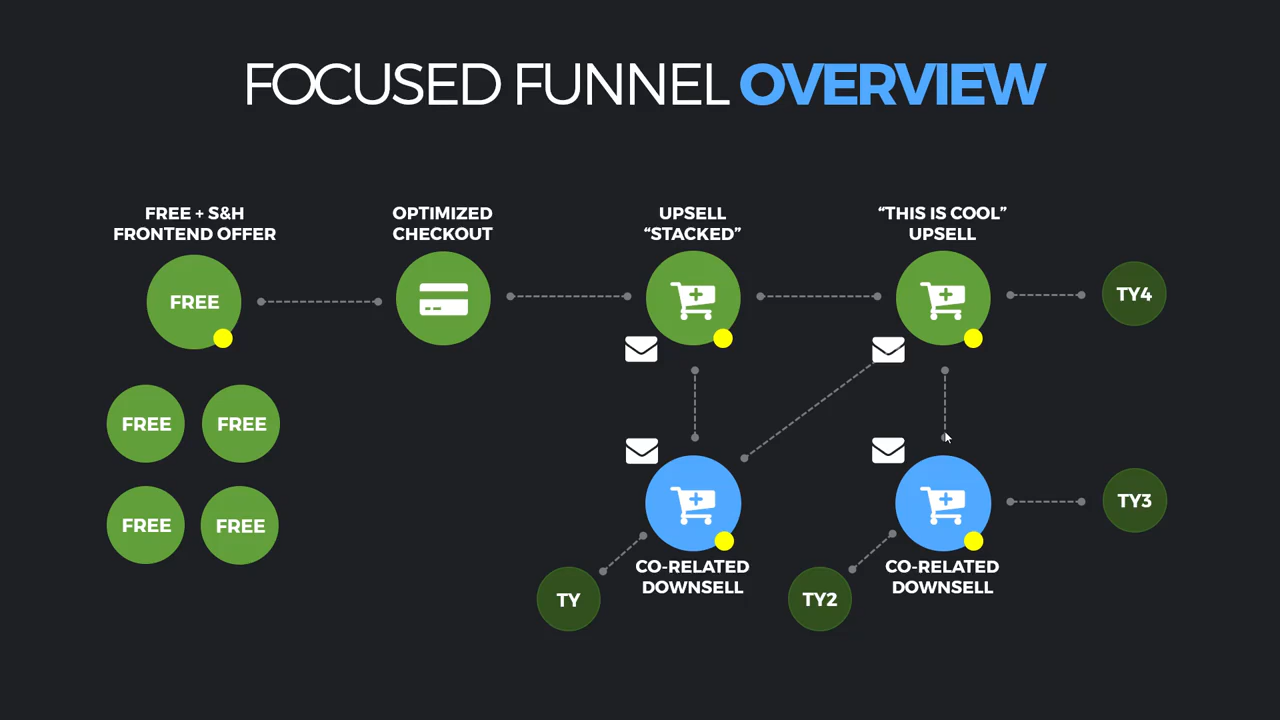 FOCUSED FUNNEL OVERVIEW
FREE + S&H
FRONTEND OFFER
OPTIMIZED
CHECKOUT
UPSELL
“STACKED”
“THIS IS COOL”
UPSELL
FREE
TY4
FREE
FREE
FREE
FREE
TY3
CO-RELATED
DOWNSELL
CO-RELATED
DOWNSELL
TY
TY2